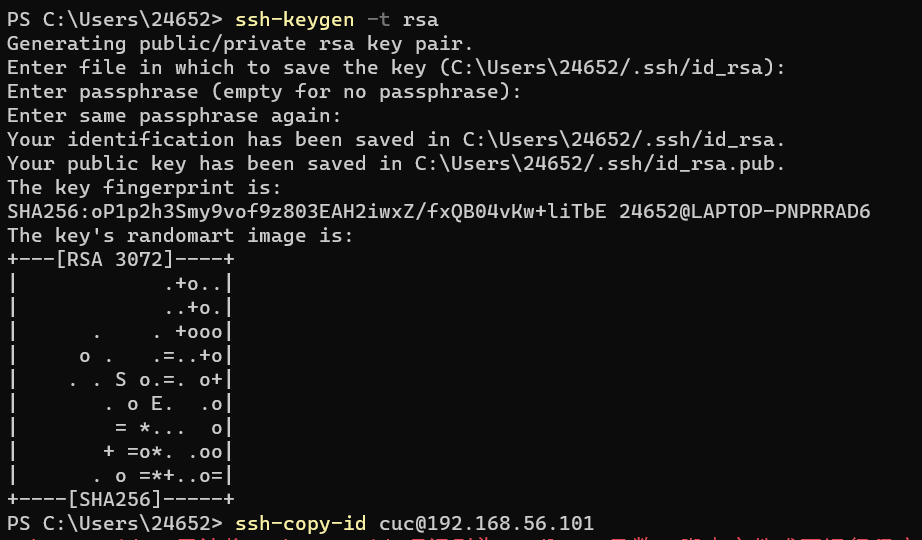 PS C:\Users\24652> ssh-keygen -t rsa
Generating public/private rsa key pair.
Enter file in which to save the key (C:\Users\24652/.ssh/id_rsa):
Enter passphrase (empty for no passphrase):
Enter same passphrase again:
Your identification has been saved in C:\Users\24652/.ssh/id_rsa.
Your public key has been saved in C:\Users\24652/.ssh/id_rsa.pub.
The key fingerprint is:
SHA256:oP1p2h3Smy9vof9z803EAH2iwxZ/fxQB04vKw+liTbE 24652@LAPTOP-PNPRRAD6
The key's randomart image is:
+---[RSA 3072]----+
|            .+o..|
|            ..+o.|
|      .    . +ooo|
|     o .   .=..+o|
|    . . S o.=. o+|
|       . o E.  .o|
|        = *...  o|
|       + =o*. .oo|
|      . o =*+..o=|
+----[SHA256]-----+
PS C:\Users\24652> ssh-copy-id cuc@192.168.56.101